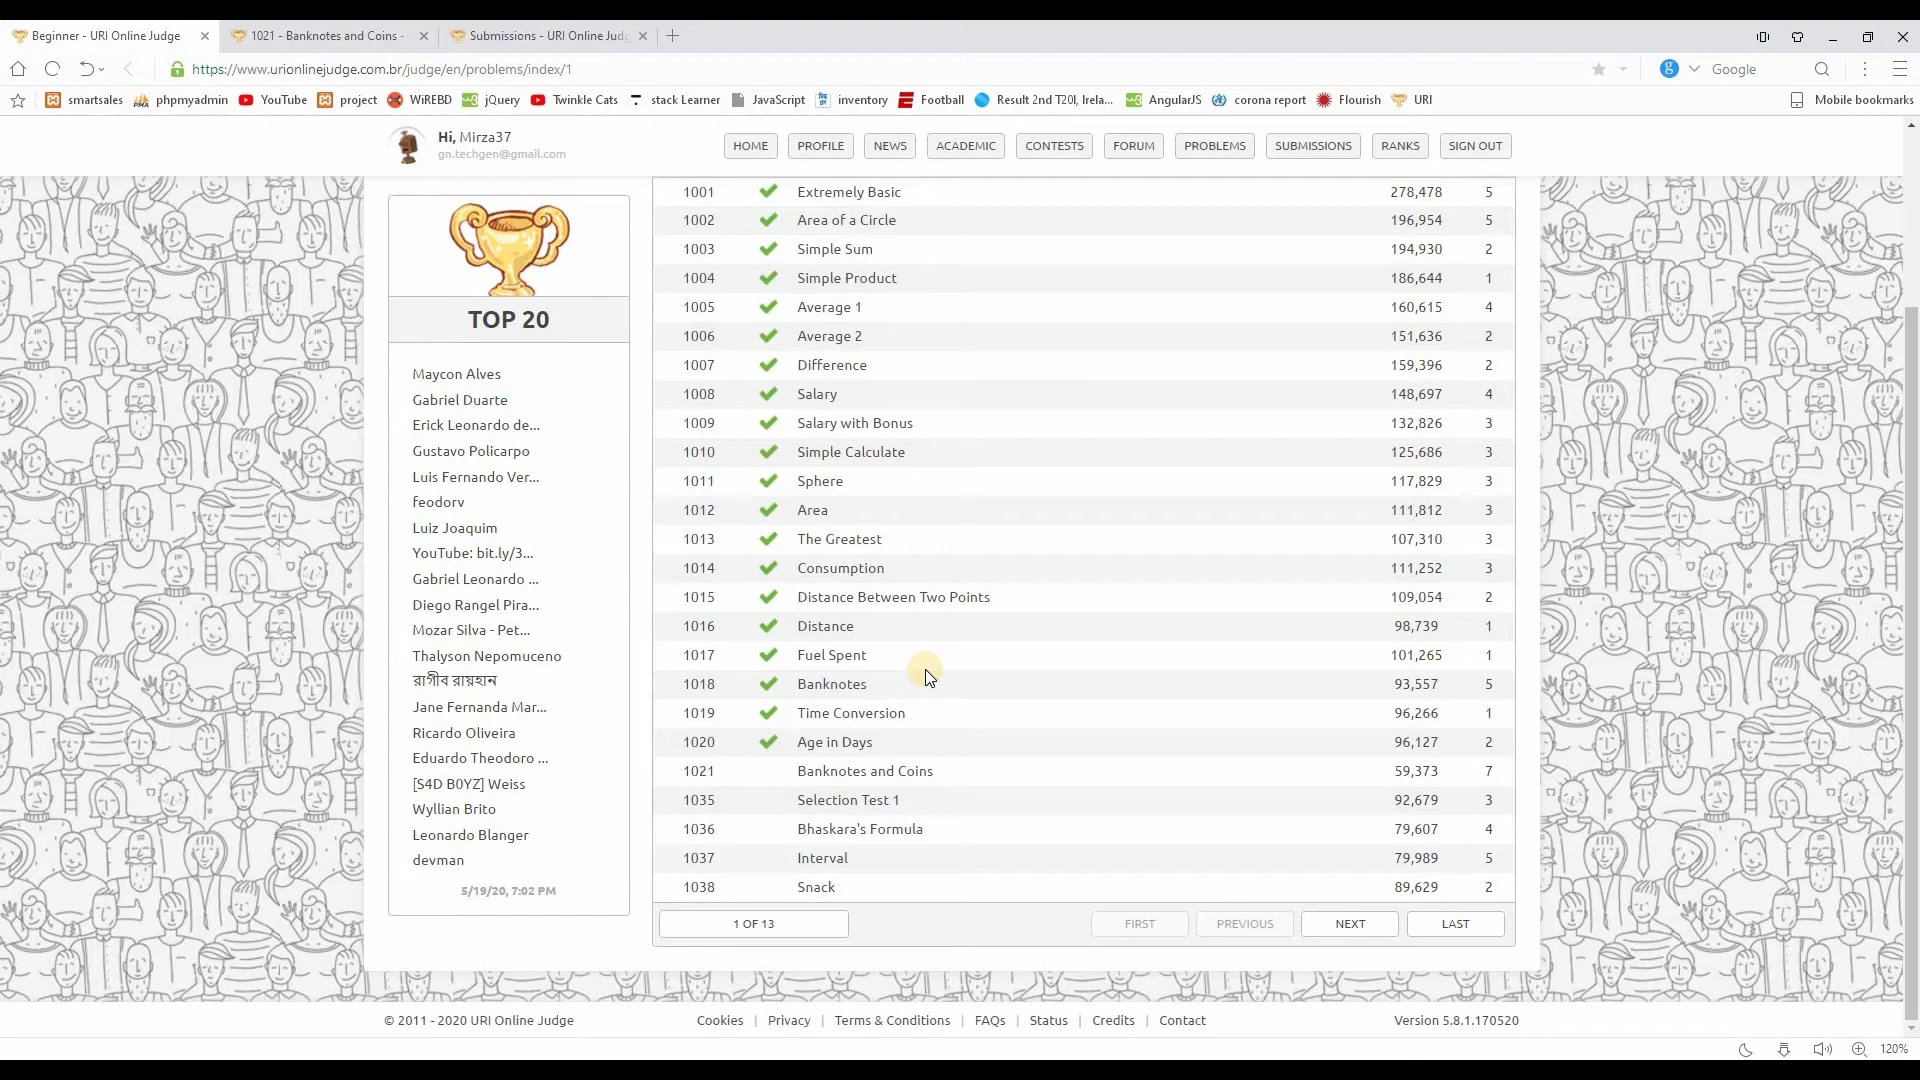 Beginner - URI Online Judge
1021 - Banknotes and Coins -
Submissions - URI Online Judg
https://www.urionlinejudge.com.br/judge/en/problems/index/1
g
Google
smartsales
phpmyadmin
YouTube
project
WiREBD
jQuery
Twinkle Cats
stack Learner
JavaScript
inventory
Football
Result 2nd T20I, Irela...
AngularJS
corona report
Flourish
URI
Mobile bookmarks
Hi, Mirza37
gn.techgen@gmail.com
HOME
PROFILE
NEWS
ACADEMIC
CONTESTS
FORUM
PROBLEMS
SUBMISSIONS
RANKS
SIGN OUT
TOP 20
Maycon Alves
Gabriel Duarte
Erick Leonardo de...
Gustavo Policarpo
Luis Fernando Ver...
feodorv
Luiz Joaquim
YouTube: bit.ly/3...
Gabriel Leonardo ...
Diego Rangel Pira...
Mozar Silva - Pet...
Thalyson Nepomuceno
রাগীব রায়হান
Jane Fernanda Mar...
Ricardo Oliveira
Eduardo Theodoro ...
[S4D B0YZ] Weiss
Wyllian Brito
Leonardo Blanger
devman
5/19/20, 7:02 PM
1001 Extremely Basic 278,478 5
1002 Area of a Circle 196,954 5
1003 Simple Sum 194,930 2
1004 Simple Product 186,644 1
1005 Average 1 160,615 4
1006 Average 2 151,636 2
1007 Difference 159,396 2
1008 Salary 148,697 4
1009 Salary with Bonus 132,826 3
1010 Simple Calculate 125,686 3
1011 Sphere 117,829 3
1012 Area 111,812 3
1013 The Greatest 107,310 3
1014 Consumption 111,252 3
1015 Distance Between Two Points 109,054 2
1016 Distance 98,739 1
1017 Fuel Spent 101,265 1
1018 Banknotes 93,557 5
1019 Time Conversion 96,266 1
1020 Age in Days 96,127 2
1021 Banknotes and Coins 59,373 7
1035 Selection Test 1 92,679 3
1036 Bhaskara's Formula 79,607 4
1037 Interval 79,989 5
1038 Snack 89,629 2
1 OF 13
FIRST
PREVIOUS
NEXT
LAST
© 2011 - 2020 URI Online Judge
Cookies | Privacy | Terms & Conditions | FAQs | Status | Credits | Contact
Version 5.8.1.170520
120%